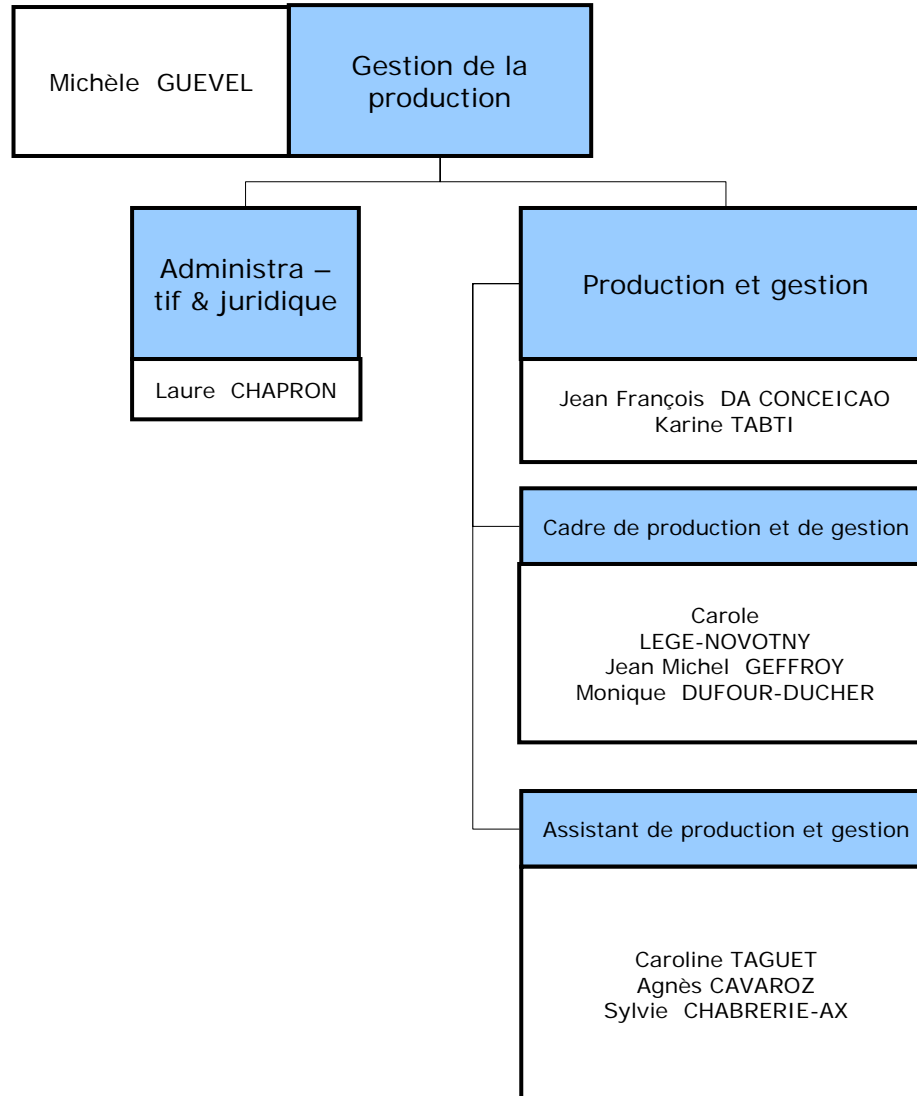 Michèle GUEVEL
Gestion de la
production
Administra –
tif & juridique
Laure CHAPRON
Production et gestion
Jean François DA CONCEICAO
Karine TABTI
Cadre de production et de gestion
Carole
LEGE-NOVOTNY
Jean Michel GEFFROY
Monique DUFOUR-DUCHER
Assistant de production et gestion
Caroline TAGUET
Agnès CAVAROZ
Sylvie CHABRERIE-AX